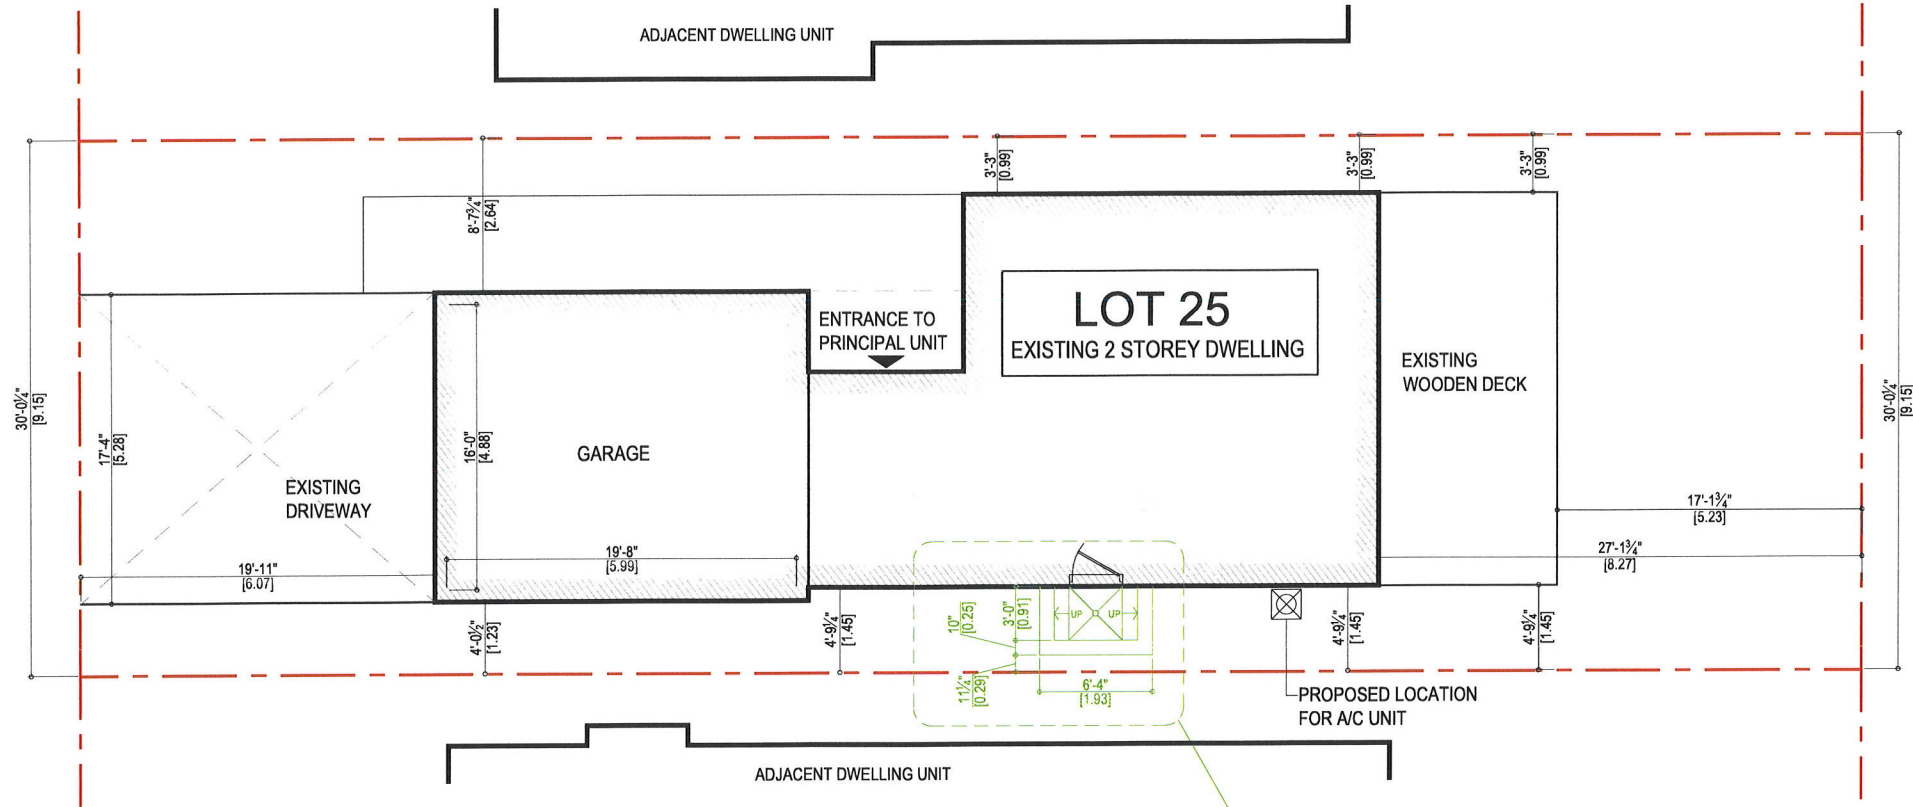 ADJACENT DWELLING UNIT
3'-3"
[0.99]
3'-3"
[0.99]
3'-3"
[0.99]
8'-7¾"
[2.64]
30'-0¼"
[9.15]
17'-4"
[5.28]
16'-0"
[4.88]
ENTRANCE TO
PRINCIPAL UNIT
LOT 25
EXISTING 2 STOREY DWELLING
EXISTING
WOODEN DECK
30'-0¼"
[9.15]
GARAGE
EXISTING
DRIVEWAY
19'-11"
[6.07]
19'-8"
[5.99]
17'-1¾"
[5.23]
27'-1¾"
[8.27]
4'-0½"
[1.23]
4'-9¼"
[1.45]
10"
[0.25]
3'-0"
[0.91]
UP
UP
4'-9¼"
[1.45]
4'-9¼"
[1.45]
11¼"
[0.29]
6'-4"
[1.93]
PROPOSED LOCATION
FOR A/C UNIT
ADJACENT DWELLING UNIT